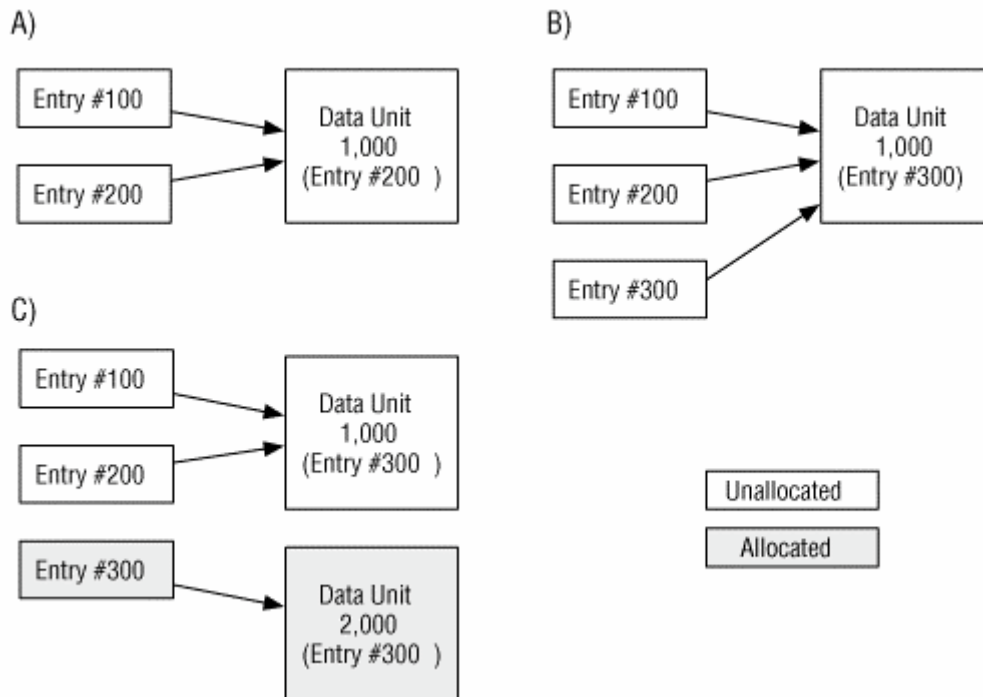 A)
Entry #100
Entry #200
Data Unit
1,000
(Entry #200 )
B)
Entry #100
Entry #200
Entry #300
Data Unit
1,000
(Entry #300)
C)
Entry #100
Entry #200
Entry #300
Data Unit
1,000
(Entry #300 )
Data Unit
2,000
(Entry #300 )
Unallocated
Allocated